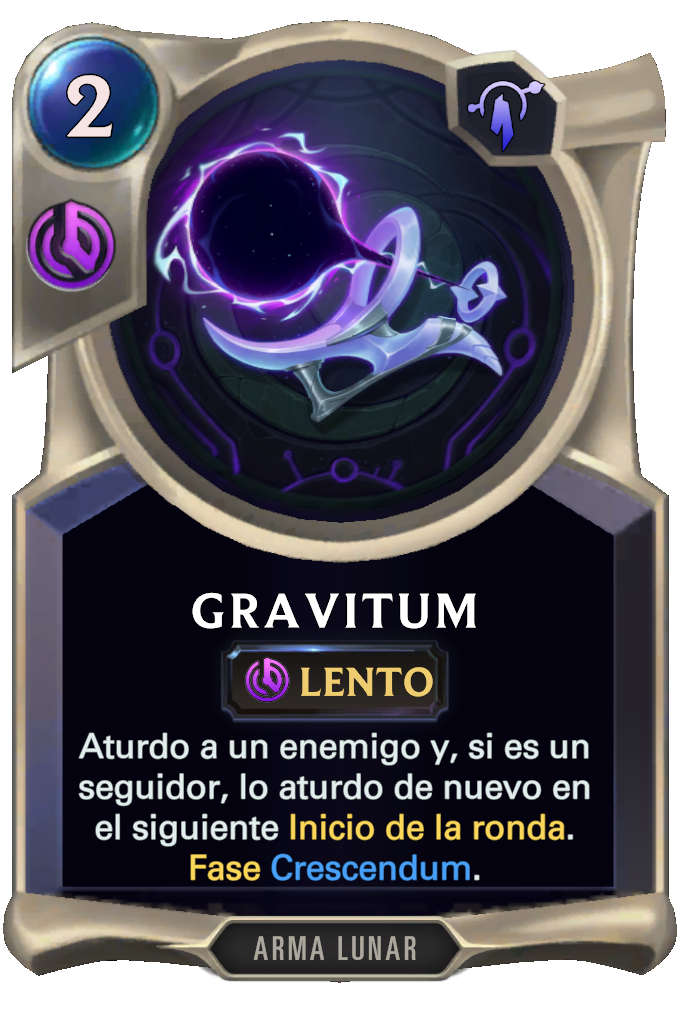 2
GRAVITUM
LENTO
Aturdo a un enemigo y, si es un
seguidor, lo aturdo de nuevo en
el siguiente Inicio de la ronda.
Fase Crescendum.
ARMA LUNAR